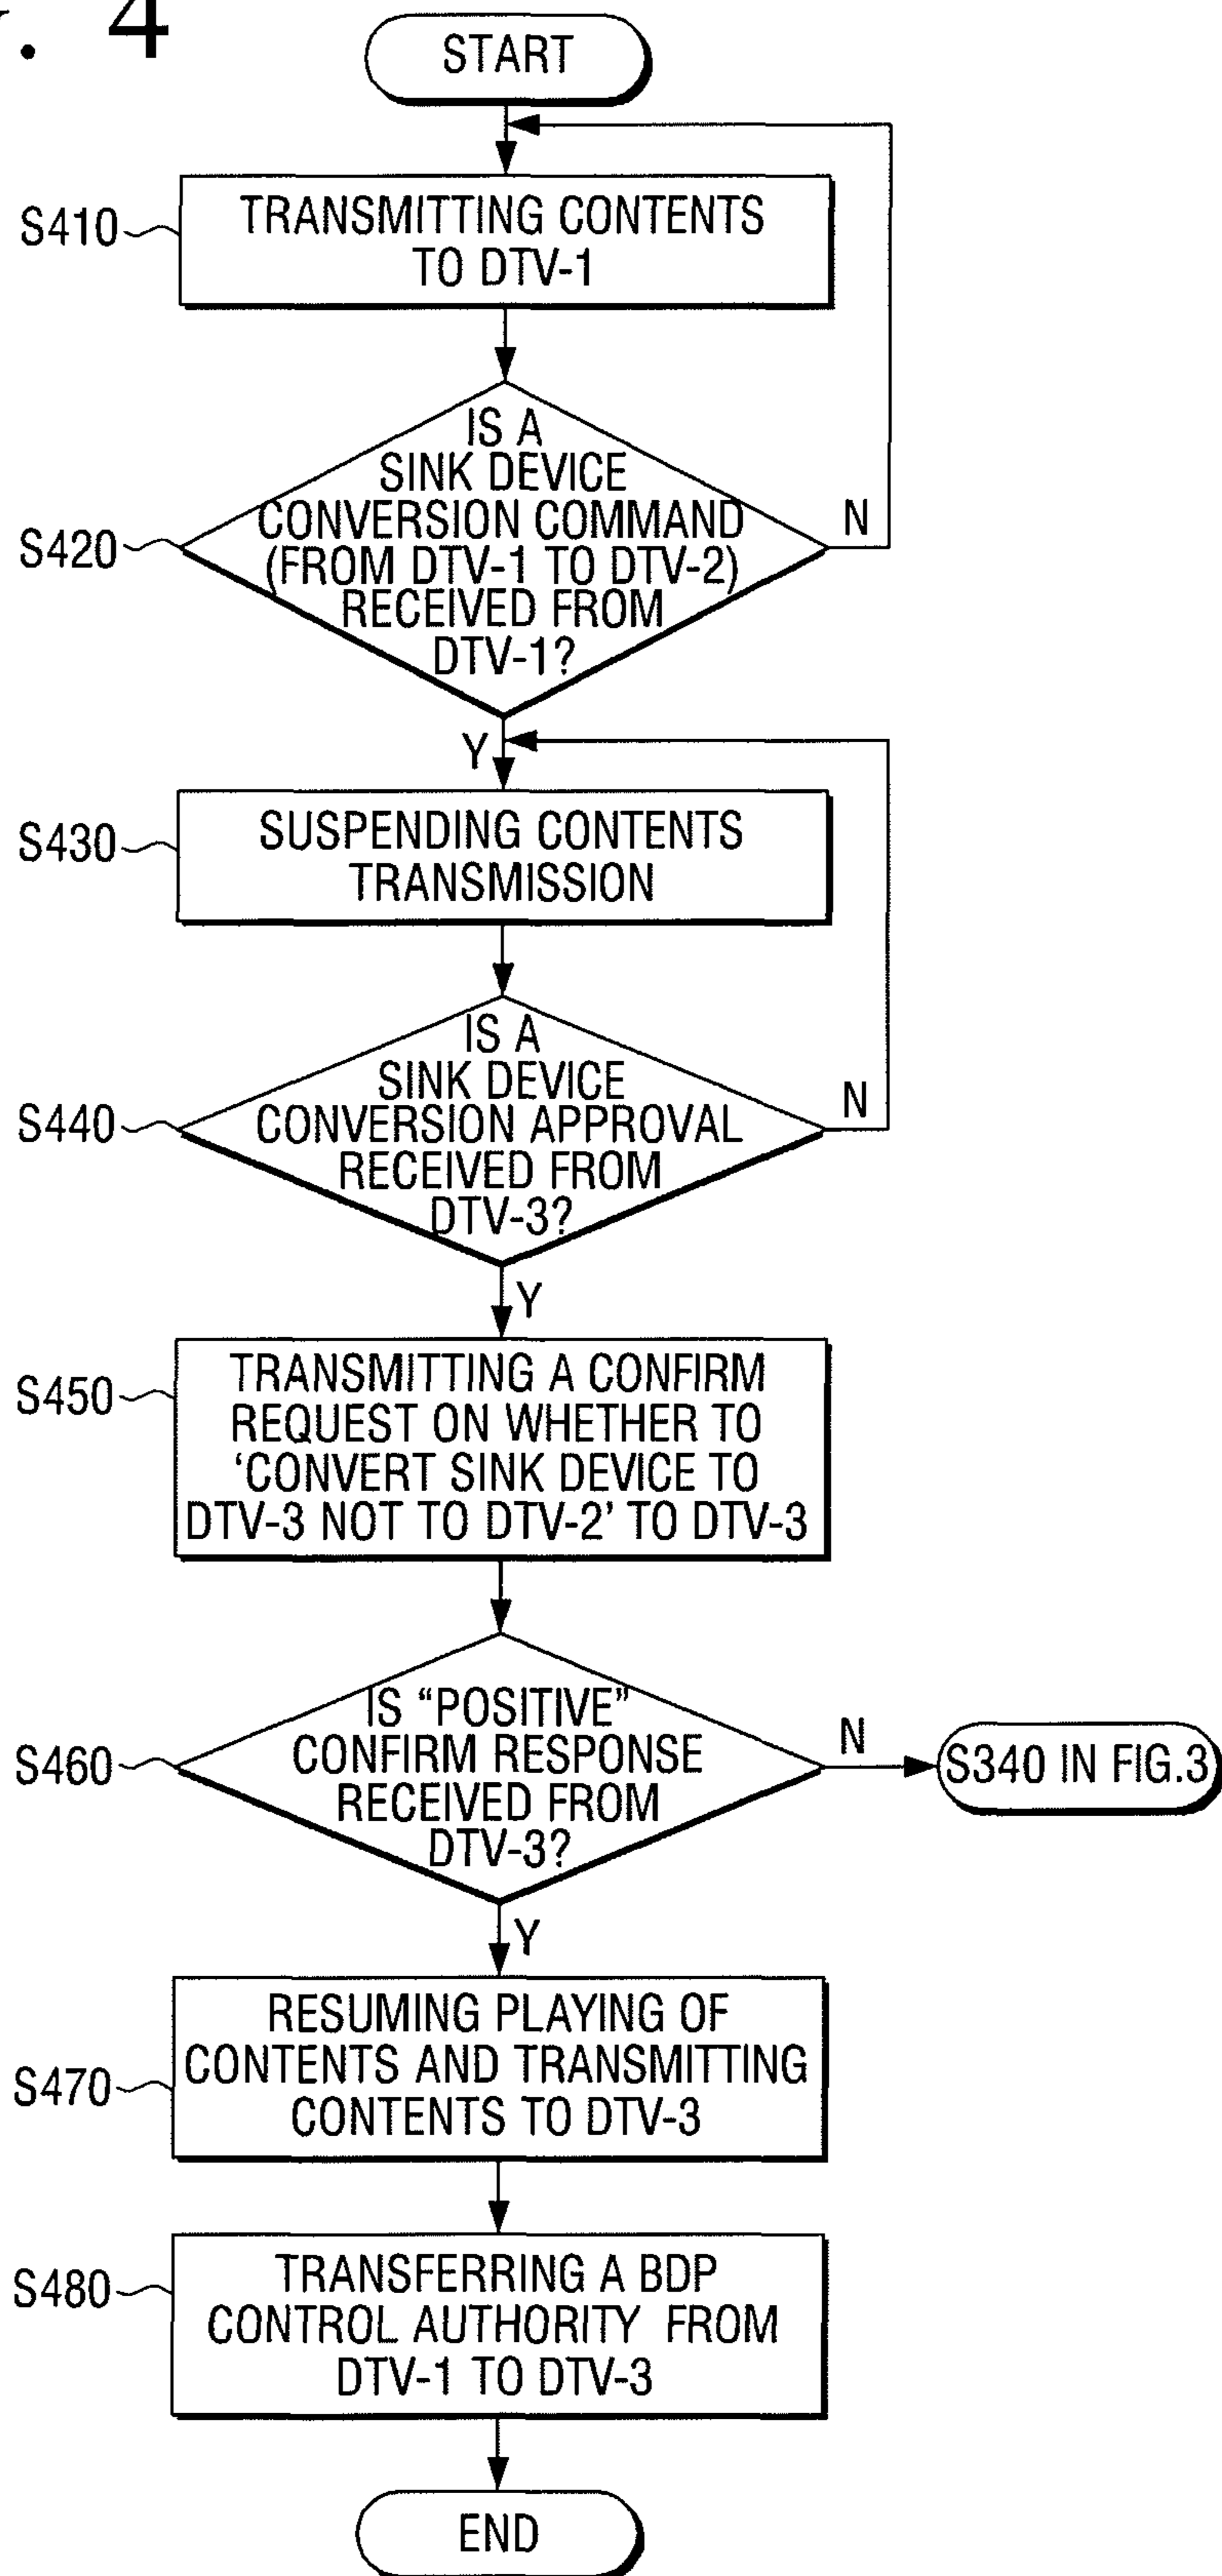 . 4
START
S410
TRANSMITTING CONTENTS
TO DTV-1
S420
IS A
SINK DEVICE
CONVERSION COMMAND
(FROM DTV-1 TO DTV-2)
RECEIVED FROM
DTV-1?
N
Y
S430
SUSPENDING CONTENTS
TRANSMISSION
S440
IS A
SINK DEVICE
CONVERSION APPROVAL
RECEIVED FROM
DTV-3?
N
Y
S450
TRANSMITTING A CONFIRM
REQUEST ON WHETHER TO
‘CONVERT SINK DEVICE TO
DTV-3 NOT TO DTV-2’ TO DTV-3
S460
IS “POSITIVE”
CONFIRM RESPONSE
RECEIVED FROM
DTV-3?
N
S340 IN FIG.3
Y
S470
RESUMING PLAYING OF
CONTENTS AND TRANSMITTING
CONTENTS TO DTV-3
S480
TRANSFERRING A BDP
CONTROL AUTHORITY FROM
DTV-1 TO DTV-3
END